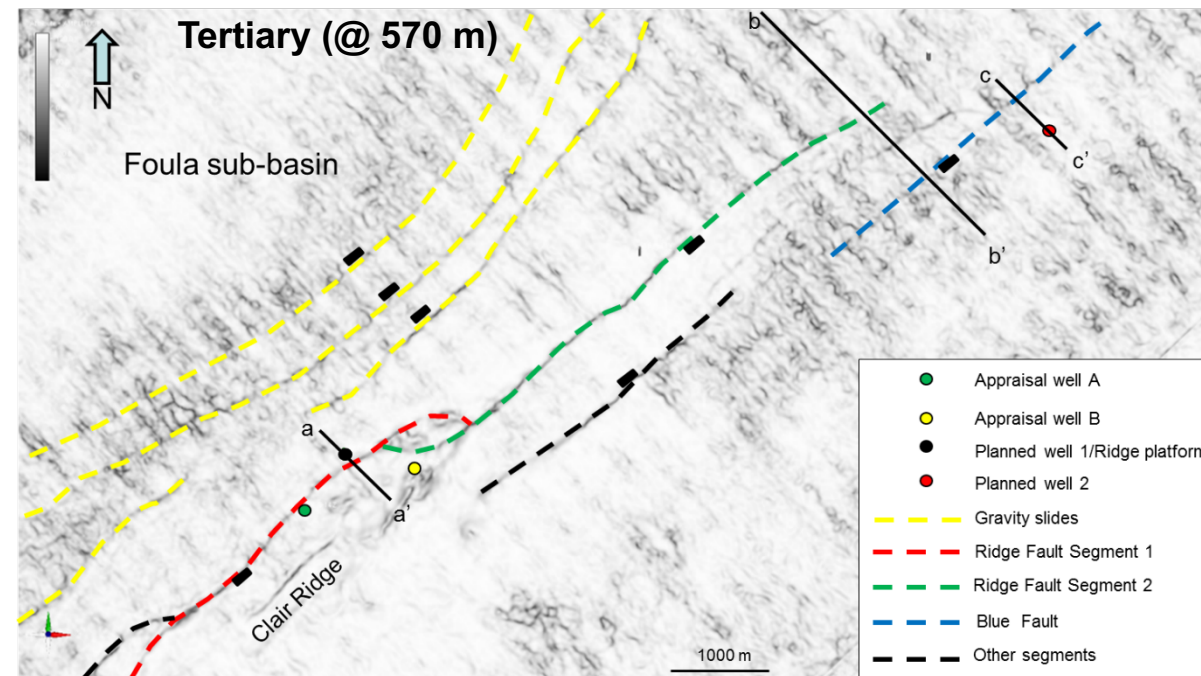 Tertiary (@ 570 m)
N
Foula sub-basin
b
c
c'
b'
a
a'
Clair Ridge
Appraisal well A
Appraisal well B
Planned well 1/Ridge platform
Planned well 2
Gravity slides
Ridge Fault Segment 1
Ridge Fault Segment 2
Blue Fault
Other segments
1000 m